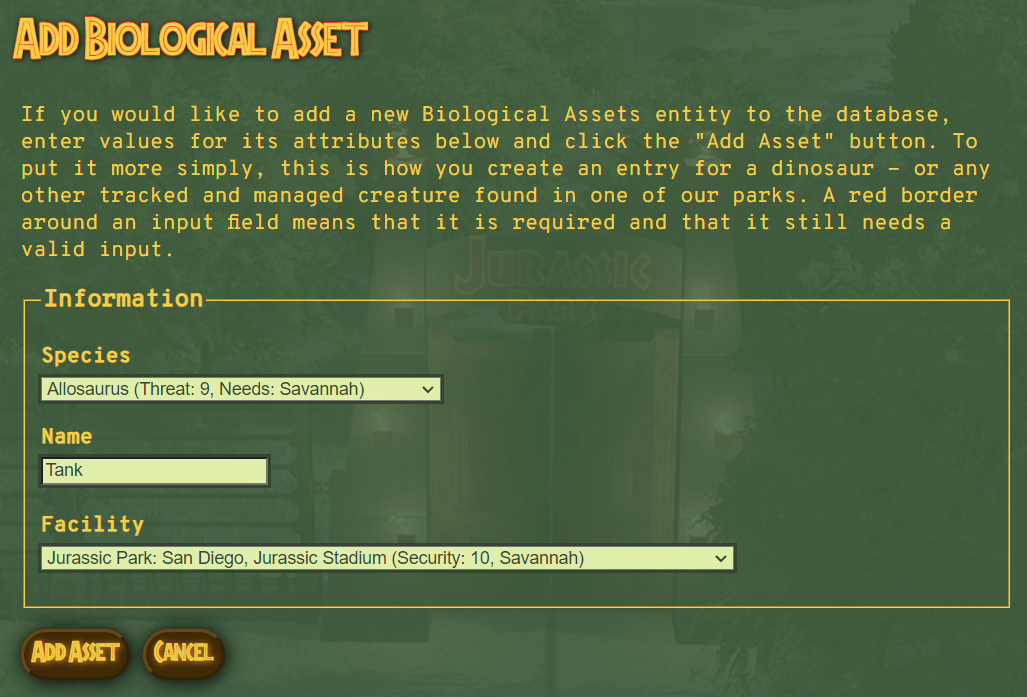 Add Biological Asset
If you would like to add a new Biological Assets entity to the database,
enter values for its attributes below and click the "Add Asset" button. To
put it more simply, this is how you create an entry for a dinosaur – or any
other tracked and managed creature found in one of our parks. A red border
around an input field means that it is required and that it still needs a
valid input.
Jurassic
Park
Information
Species
Allosaurus (Threat: 9, Needs: Savannah)
Name
Tank
Facility
Jurassic Park: San Diego, Jurassic Stadium (Security: 10, Savannah)
Add Asset Cancel